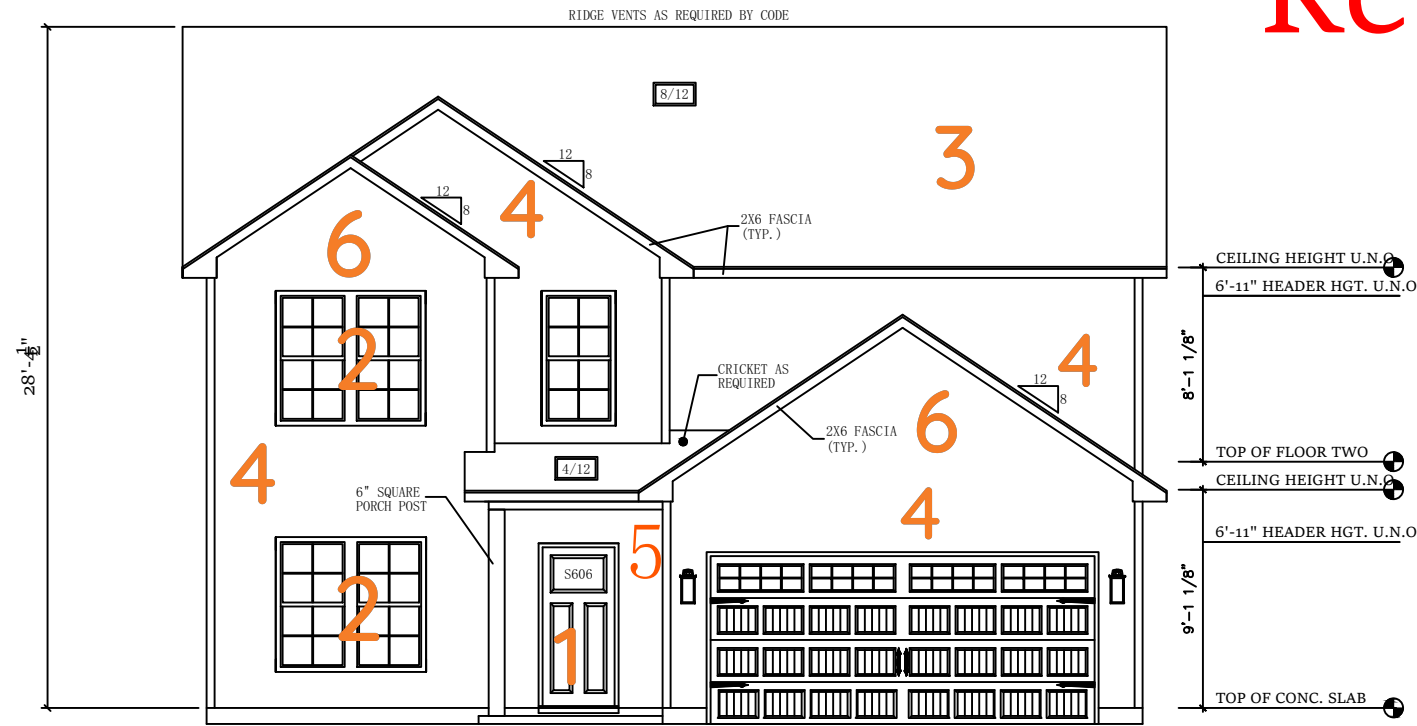 RIDGE VENTS AS REQUIRED BY CODE
8/12
3
12
8
4
12
8
2X6 FASCIA
(TYP.)
6
CEILING HEIGHT U.N.O
6'-11" HEADER HGT. U.N.O
2
4
12
8
CRICKET AS
REQUIRED
8'-1 1/8"
6
2X6 FASCIA
(TYP.)
TOP OF FLOOR TWO
4
4/12
CEILING HEIGHT U.N.O
6" SQUARE
PORCH POST
4
6'-11" HEADER HGT. U.N.O
5
S606
9'-1 1/8"
2
1
TOP OF CONC. SLAB